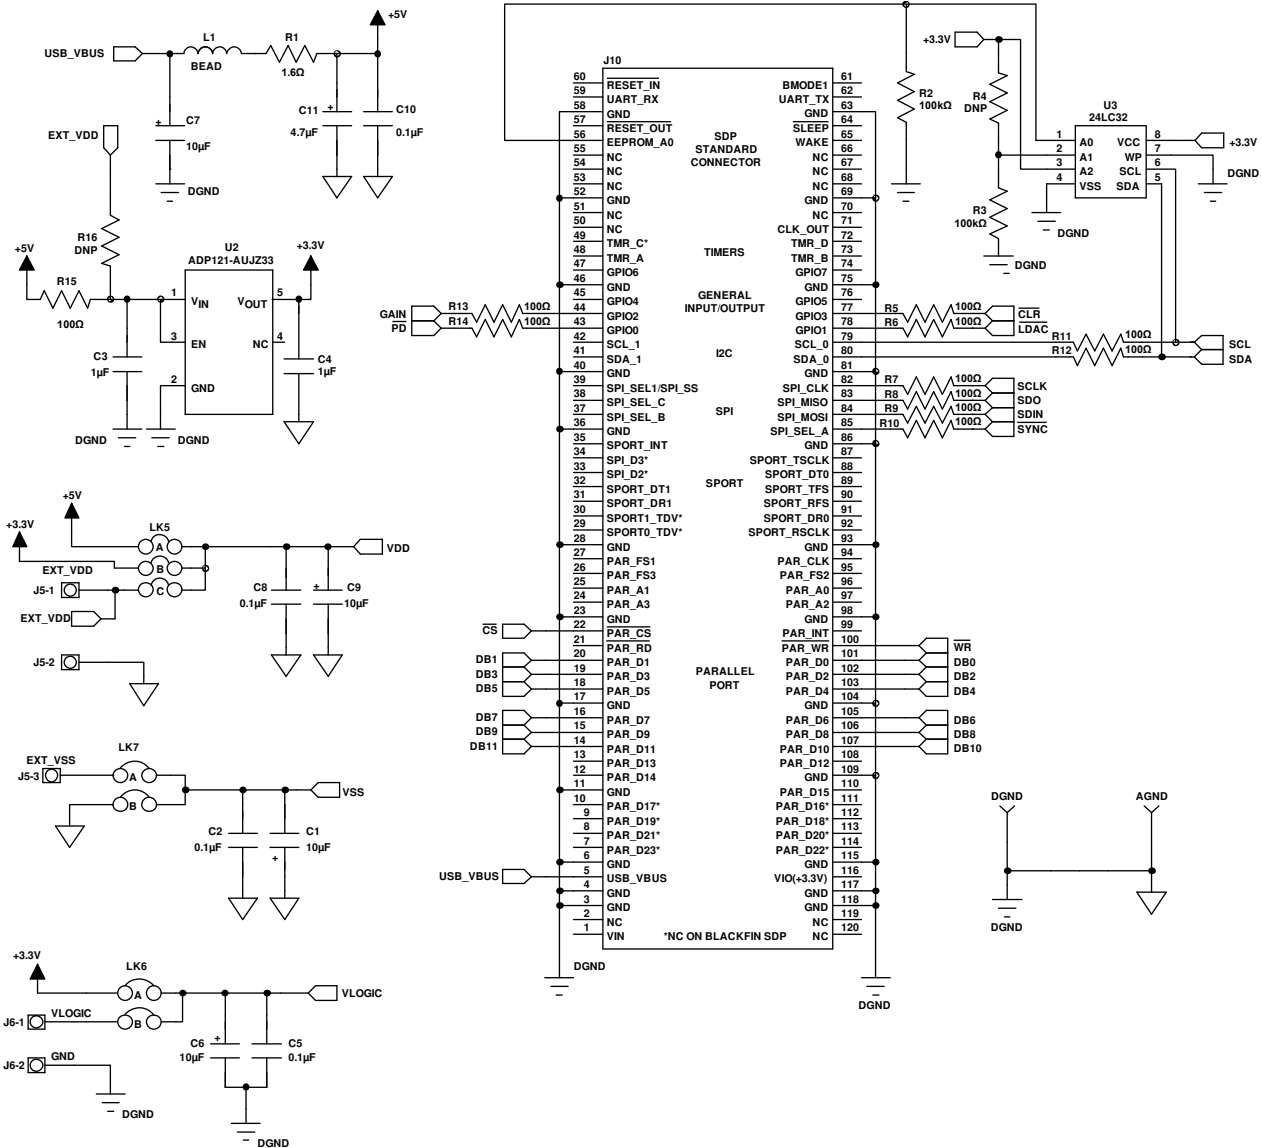 +5V
USB_VBUS
L1
BEAD
R1
1.6Ω
C7
10µF
DGND
C11
4.7µF
C10
0.1µF
EXT_VDD
R16
DNP
+5V
R15
100Ω
U2
ADP121-AUJZ33
1 VIN
VOUT 5
3 EN
NC 4
2 GND
+3.3V
C3
1µF
C4
1µF
DGND
DGND
+5V
+3.3V
LK5
A
B
C
VDD
EXT_VDD
J5-1
EXT_VDD
C8
0.1µF
C9
10µF
J5-2
LK7
EXT_VSS
J5-3
A
B
VSS
C2
0.1µF
C1
10µF
+3.3V
LK6
A
B
VLOGIC
J6-1
VLOGIC
C6
10µF
C5
0.1µF
J6-2
GND
DGND
DGND
J10
60 RESET_IN
59 UART_RX
58 GND
57 RESET_OUT
56 EEPROM_A0
55 NC
54 NC
53 NC
52 GND
51 NC
50 NC
49 TMR_C*
48 TMR_A
47 GPIO6
46 GND
45 GPIO4
44 GPIO2
43 GPIO0
42 SCL_1
41 SDA_1
40 GND
39 SPI_SEL1/SPI_SS
38 SPI_SEL_C
37 SPI_SEL_B
36 GND
35 SPORT_INT
34 SPI_D3*
33 SPI_D2*
32 SPORT_DT1
31 SPORT_DR1
30 SPORT1_TDV*
29 SPORT0_TDV*
28 GND
27 PAR_FS1
26 PAR_FS3
25 PAR_A1
24 PAR_A3
23 GND
22 PAR_CS
21 PAR_RD
20 PAR_D1
19 PAR_D3
18 PAR_D5
17 GND
16 PAR_D7
15 PAR_D9
14 PAR_D11
13 PAR_D13
12 PAR_D14
11 GND
10 PAR_D17*
9 PAR_D19*
8 PAR_D21*
7 PAR_D23*
6 GND
5 USB_VBUS
4 GND
3 GND
2 NC
1 VIN
SDP
STANDARD
CONNECTOR
TIMERS
GENERAL
INPUT/OUTPUT
I2C
SPI
SPORT
PARALLEL
PORT
*NC ON BLACKFIN SDP
BMODE1 61
UART_TX 62
GND 63
SLEEP 64
WAKE 65
NC 66
NC 67
NC 68
GND 69
NC 70
CLK_OUT 71
TMR_D 72
TMR_B 73
GPIO7 74
GND 75
GPIO5 76
GPIO3 77
GPIO1 78
SCL_0 79
SDA_0 80
GND 81
SPI_CLK 82
SPI_MISO 83
SPI_MOSI 84
SPI_SEL_A 85
GND 86
SPORT_TSCLK 87
SPORT_DT0 88
SPORT_TFS 89
SPORT_RFS 90
SPORT_DR0 91
SPORT_RSCLK 92
GND 93
PAR_CLK 94
PAR_FS2 95
PAR_A0 96
PAR_A2 97
GND 98
PAR_INT 99
PAR_WR 100
PAR_D0 101
PAR_D2 102
PAR_D4 103
GND 104
PAR_D6 105
PAR_D8 106
PAR_D10 107
PAR_D12 108
GND 109
PAR_D15 110
PAR_D16* 111
PAR_D18* 112
PAR_D20* 113
PAR_D22* 114
GND 115
VIO(+3.3V) 116
GND 117
GND 118
NC 119
NC 120
GAIN R13 100Ω
PD R14 100Ω
CS
DB1
DB3
DB5
DB7
DB9
DB11
USB_VBUS
DGND
DGND
R5 100Ω CLR
R6 100Ω LDAC
R11 100Ω SCL
R12 100Ω SDA
R7 100Ω SCLK
R8 100Ω SDO
R9 100Ω SDIN
R10 100Ω SYNC
WR
DB0
DB2
DB4
DB6
DB8
DB10
R2
100kΩ
+3.3V
R4
DNP
R3
100kΩ
DGND
U3
24LC32
1 A0
2 A1
3 A2
4 VSS
VCC 8
WP 7
SCL 6
SDA 5
+3.3V
DGND
DGND
DGND
AGND
DGND